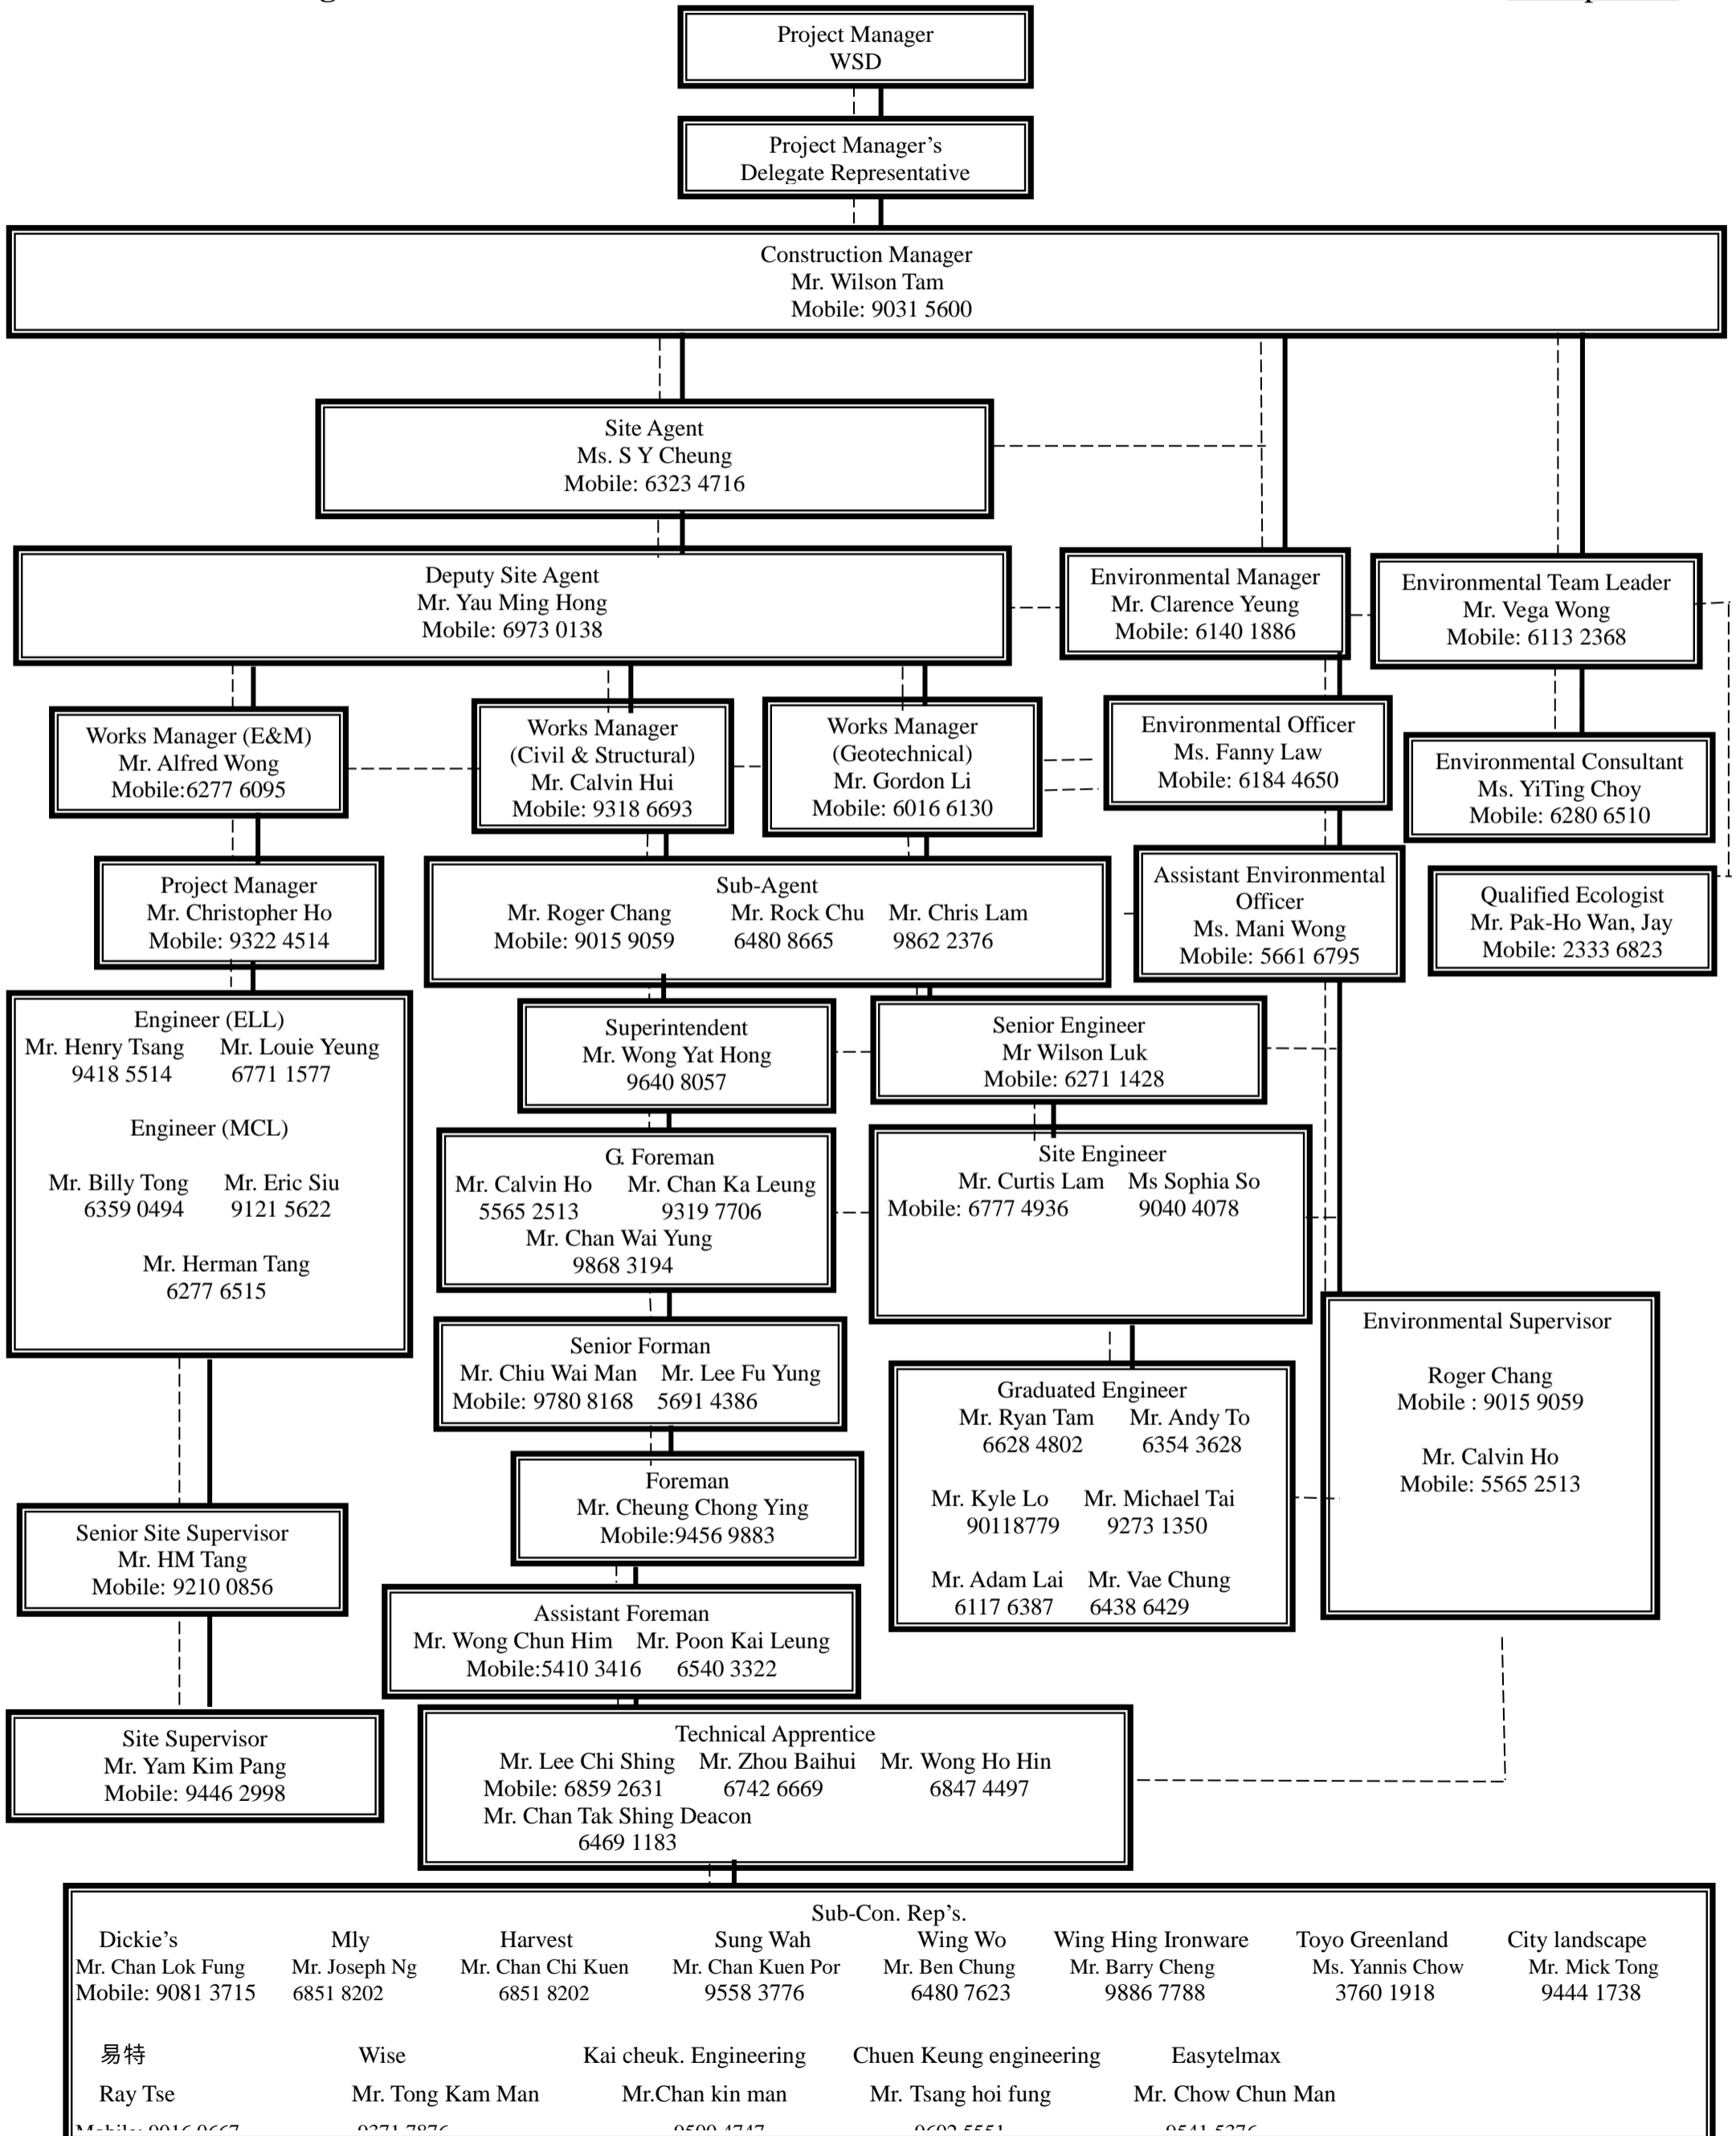 Project Manager
WSD
Project Manager’s
Delegate Representative
Construction Manager
Mr. Wilson Tam
Mobile: 9031 5600
Site Agent
Ms. S Y Cheung
Mobile: 6323 4716
Deputy Site Agent
Mr. Yau Ming Hong
Mobile: 6973 0138
Environmental Manager
Mr. Clarence Yeung
Mobile: 6140 1886
Environmental Team Leader
Mr. Vega Wong
Mobile: 6113 2368
Works Manager (E&M)
Mr. Alfred Wong
Mobile:6277 6095
Works Manager
(Civil & Structural)
Mr. Calvin Hui
Mobile: 9318 6693
Works Manager
(Geotechnical)
Mr. Gordon Li
Mobile: 6016 6130
Environmental Officer
Ms. Fanny Law
Mobile: 6184 4650
Environmental Consultant
Ms. YiTing Choy
Mobile: 6280 6510
Project Manager
Mr. Christopher Ho
Mobile: 9322 4514
Sub-Agent
Mr. Roger Chang Mr. Rock Chu Mr. Chris Lam
Mobile: 9015 9059 6480 8665 9862 2376
Assistant Environmental
Officer
Ms. Mani Wong
Mobile: 5661 6795
Qualified Ecologist
Mr. Pak-Ho Wan, Jay
Mobile: 2333 6823
Engineer (ELL)
Mr. Henry Tsang Mr. Louie Yeung
9418 5514 6771 1577
Engineer (MCL)
Mr. Billy Tong Mr. Eric Siu
6359 0494 9121 5622
Mr. Herman Tang
6277 6515
Superintendent
Mr. Wong Yat Hong
9640 8057
Senior Engineer
Mr Wilson Luk
Mobile: 6271 1428
G. Foreman
Mr. Calvin Ho Mr. Chan Ka Leung
5565 2513 9319 7706
Mr. Chan Wai Yung
9868 3194
Site Engineer
Mr. Curtis Lam Ms Sophia So
Mobile: 6777 4936 9040 4078
Senior Forman
Mr. Chiu Wai Man Mr. Lee Fu Yung
Mobile: 9780 8168 5691 4386
Graduated Engineer
Mr. Ryan Tam Mr. Andy To
6628 4802 6354 3628
Mr. Kyle Lo Mr. Michael Tai
90118779 9273 1350
Mr. Adam Lai Mr. Vae Chung
6117 6387 6438 6429
Environmental Supervisor
Roger Chang
Mobile : 9015 9059
Mr. Calvin Ho
Mobile: 5565 2513
Foreman
Mr. Cheung Chong Ying
Mobile:9456 9883
Senior Site Supervisor
Mr. HM Tang
Mobile: 9210 0856
Assistant Foreman
Mr. Wong Chun Him Mr. Poon Kai Leung
Mobile:5410 3416 6540 3322
Site Supervisor
Mr. Yam Kim Pang
Mobile: 9446 2998
Technical Apprentice
Mr. Lee Chi Shing Mr. Zhou Baihui Mr. Wong Ho Hin
Mobile: 6859 2631 6742 6669 6847 4497
Mr. Chan Tak Shing Deacon
6469 1183
Sub-Con. Rep’s.
Dickie’s Mly Harvest Sung Wah Wing Wo Wing Hing Ironware Toyo Greenland City landscape
Mr. Chan Lok Fung Mr. Joseph Ng Mr. Chan Chi Kuen Mr. Chan Kuen Por Mr. Ben Chung Mr. Barry Cheng Ms. Yannis Chow Mr. Mick Tong
Mobile: 9081 3715 6851 8202 6851 8202 9558 3776 6480 7623 9886 7788 3760 1918 9444 1738
易特 Wise Kai cheuk. Engineering Chuen Keung engineering Easytelmax
Ray Tse Mr. Tong Kam Man Mr.Chan kin man Mr. Tsang hoi fung Mr. Chow Chun Man